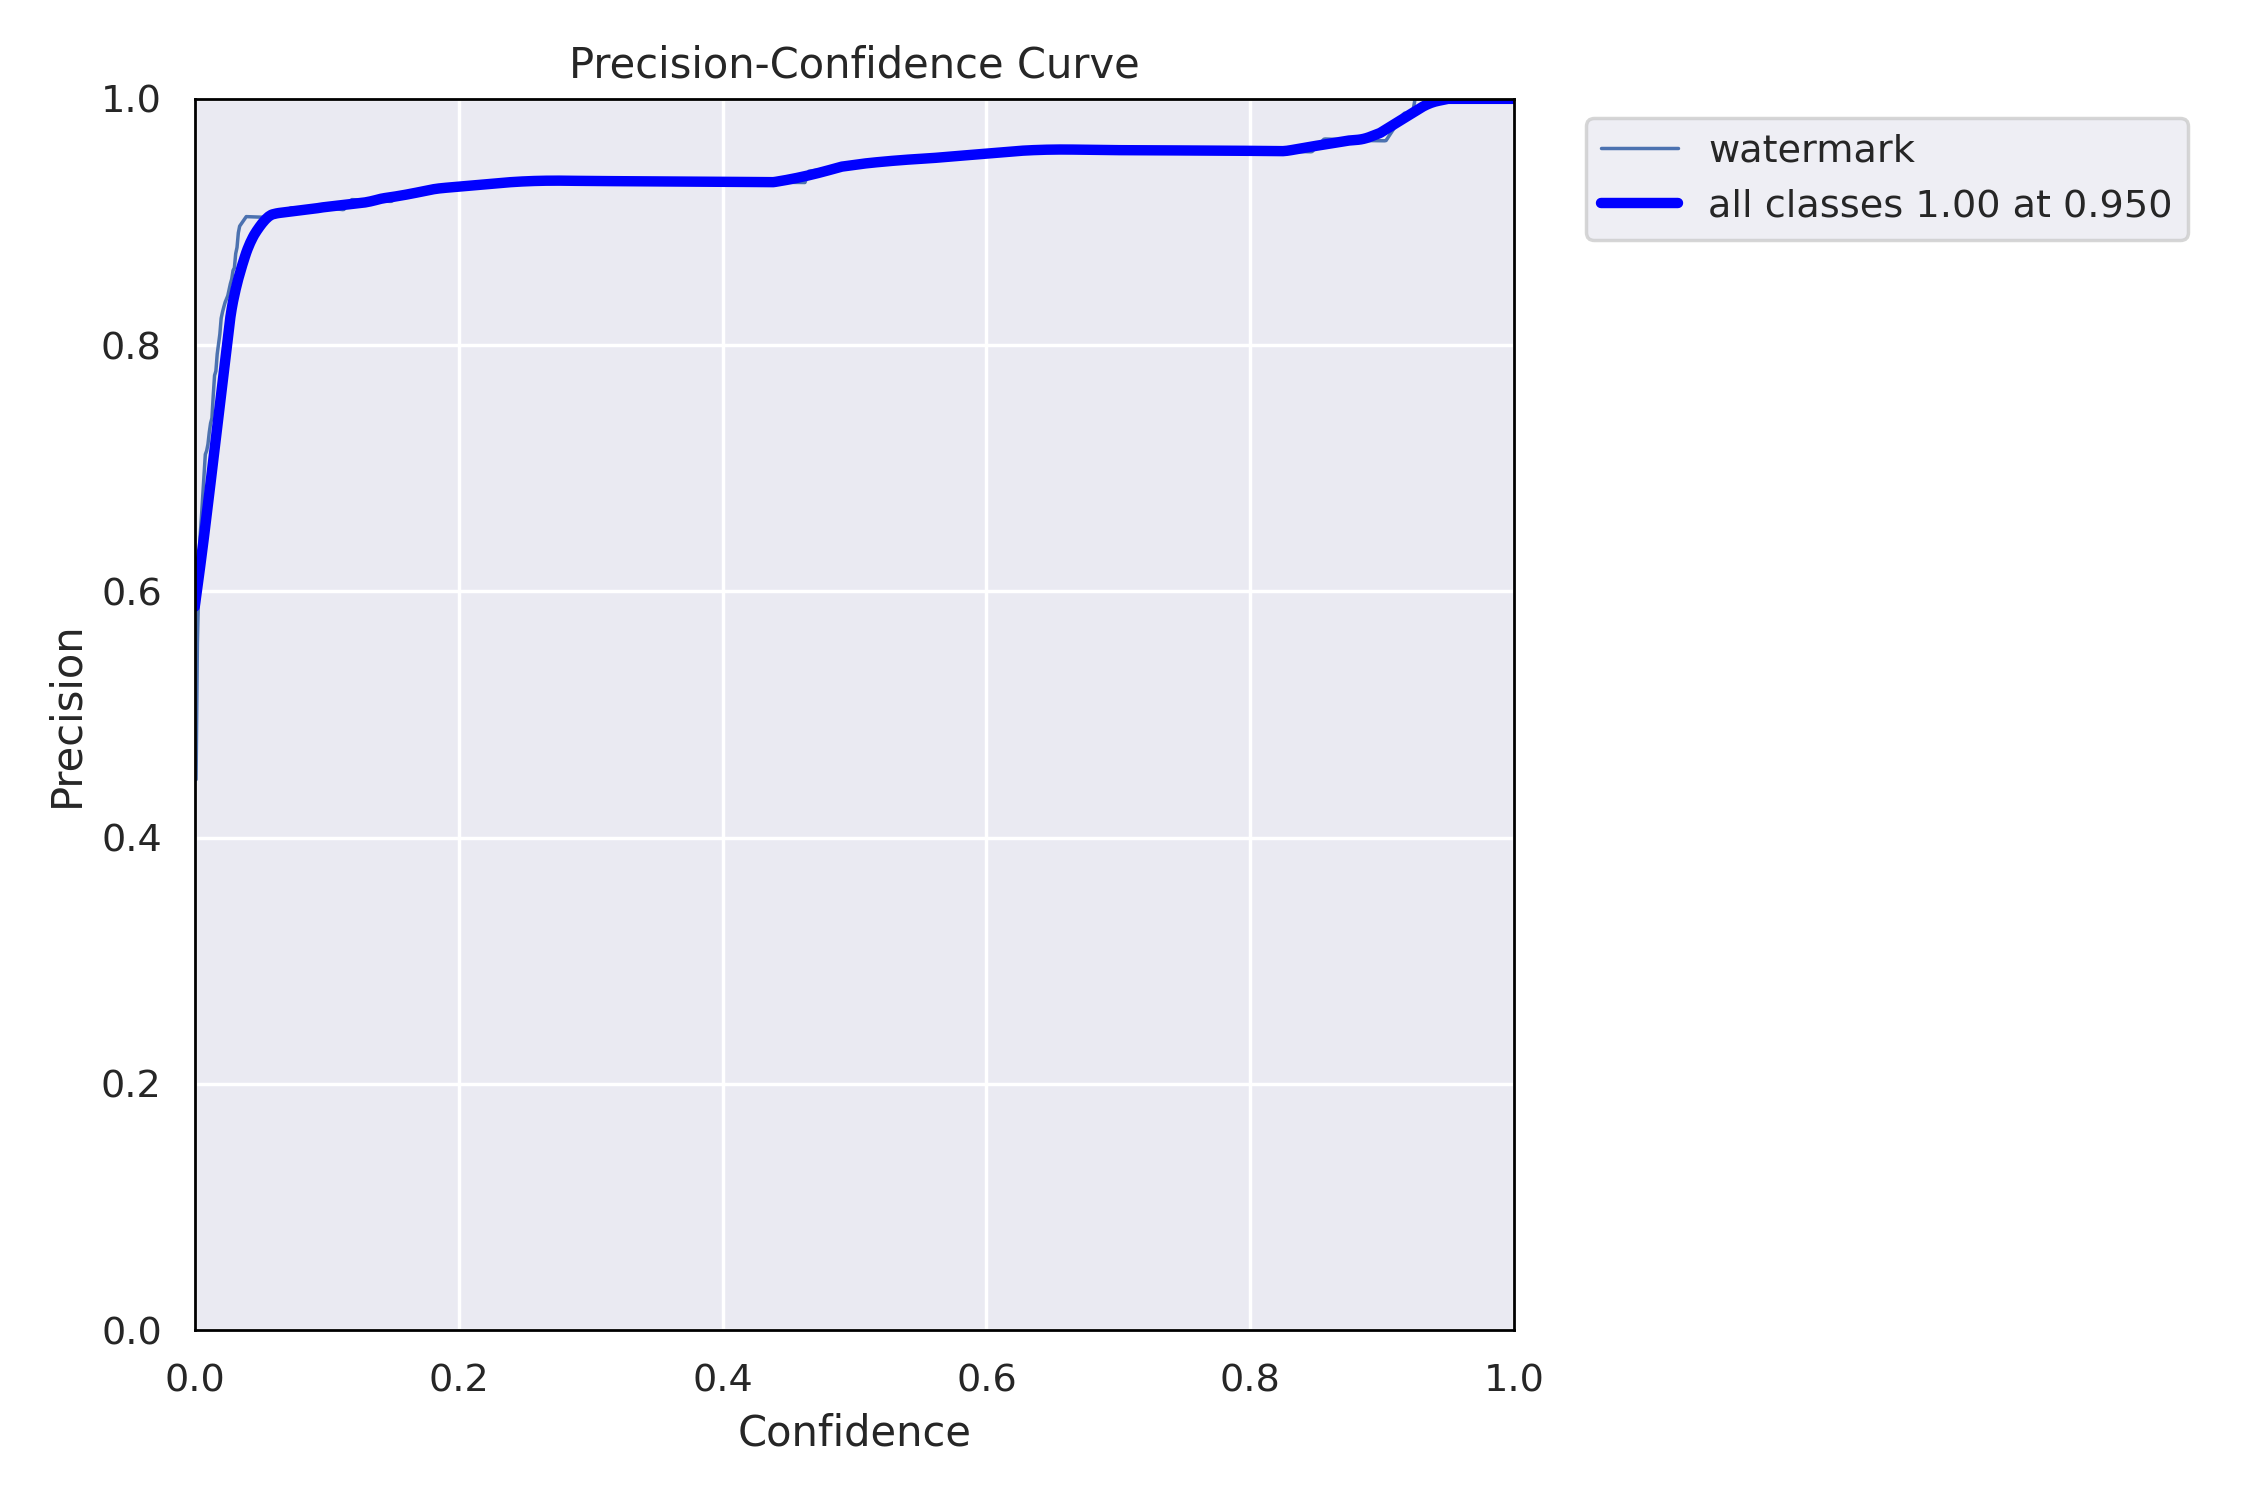 Precision-Confidence Curve
1.0
0.8
0.6
0.4
0.2
0.0
Precision
0.0 0.2 0.4 0.6 0.8 1.0
Confidence
watermark
all classes 1.00 at 0.950